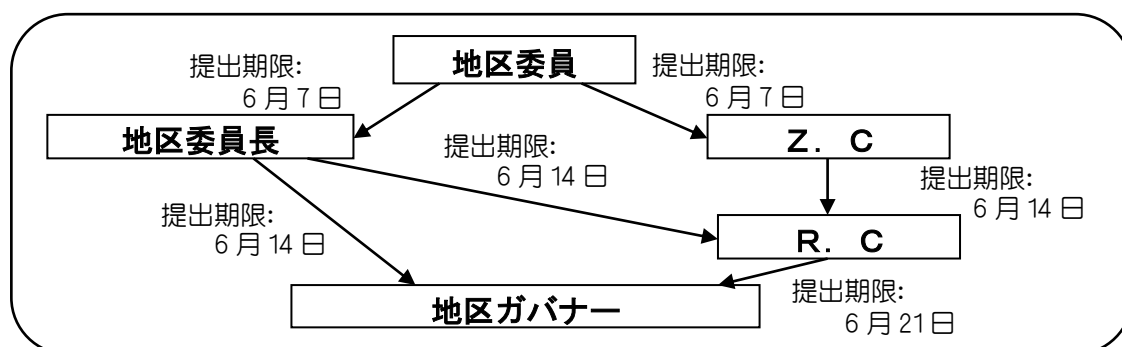 地区委員
提出期限:
6月7日
提出期限:
6月7日
地区委員長
Z．C
提出期限:
6月14日
提出期限:
6月14日
提出期限:
6月14日
R．C
地区ガバナー
提出期限:
6月21日